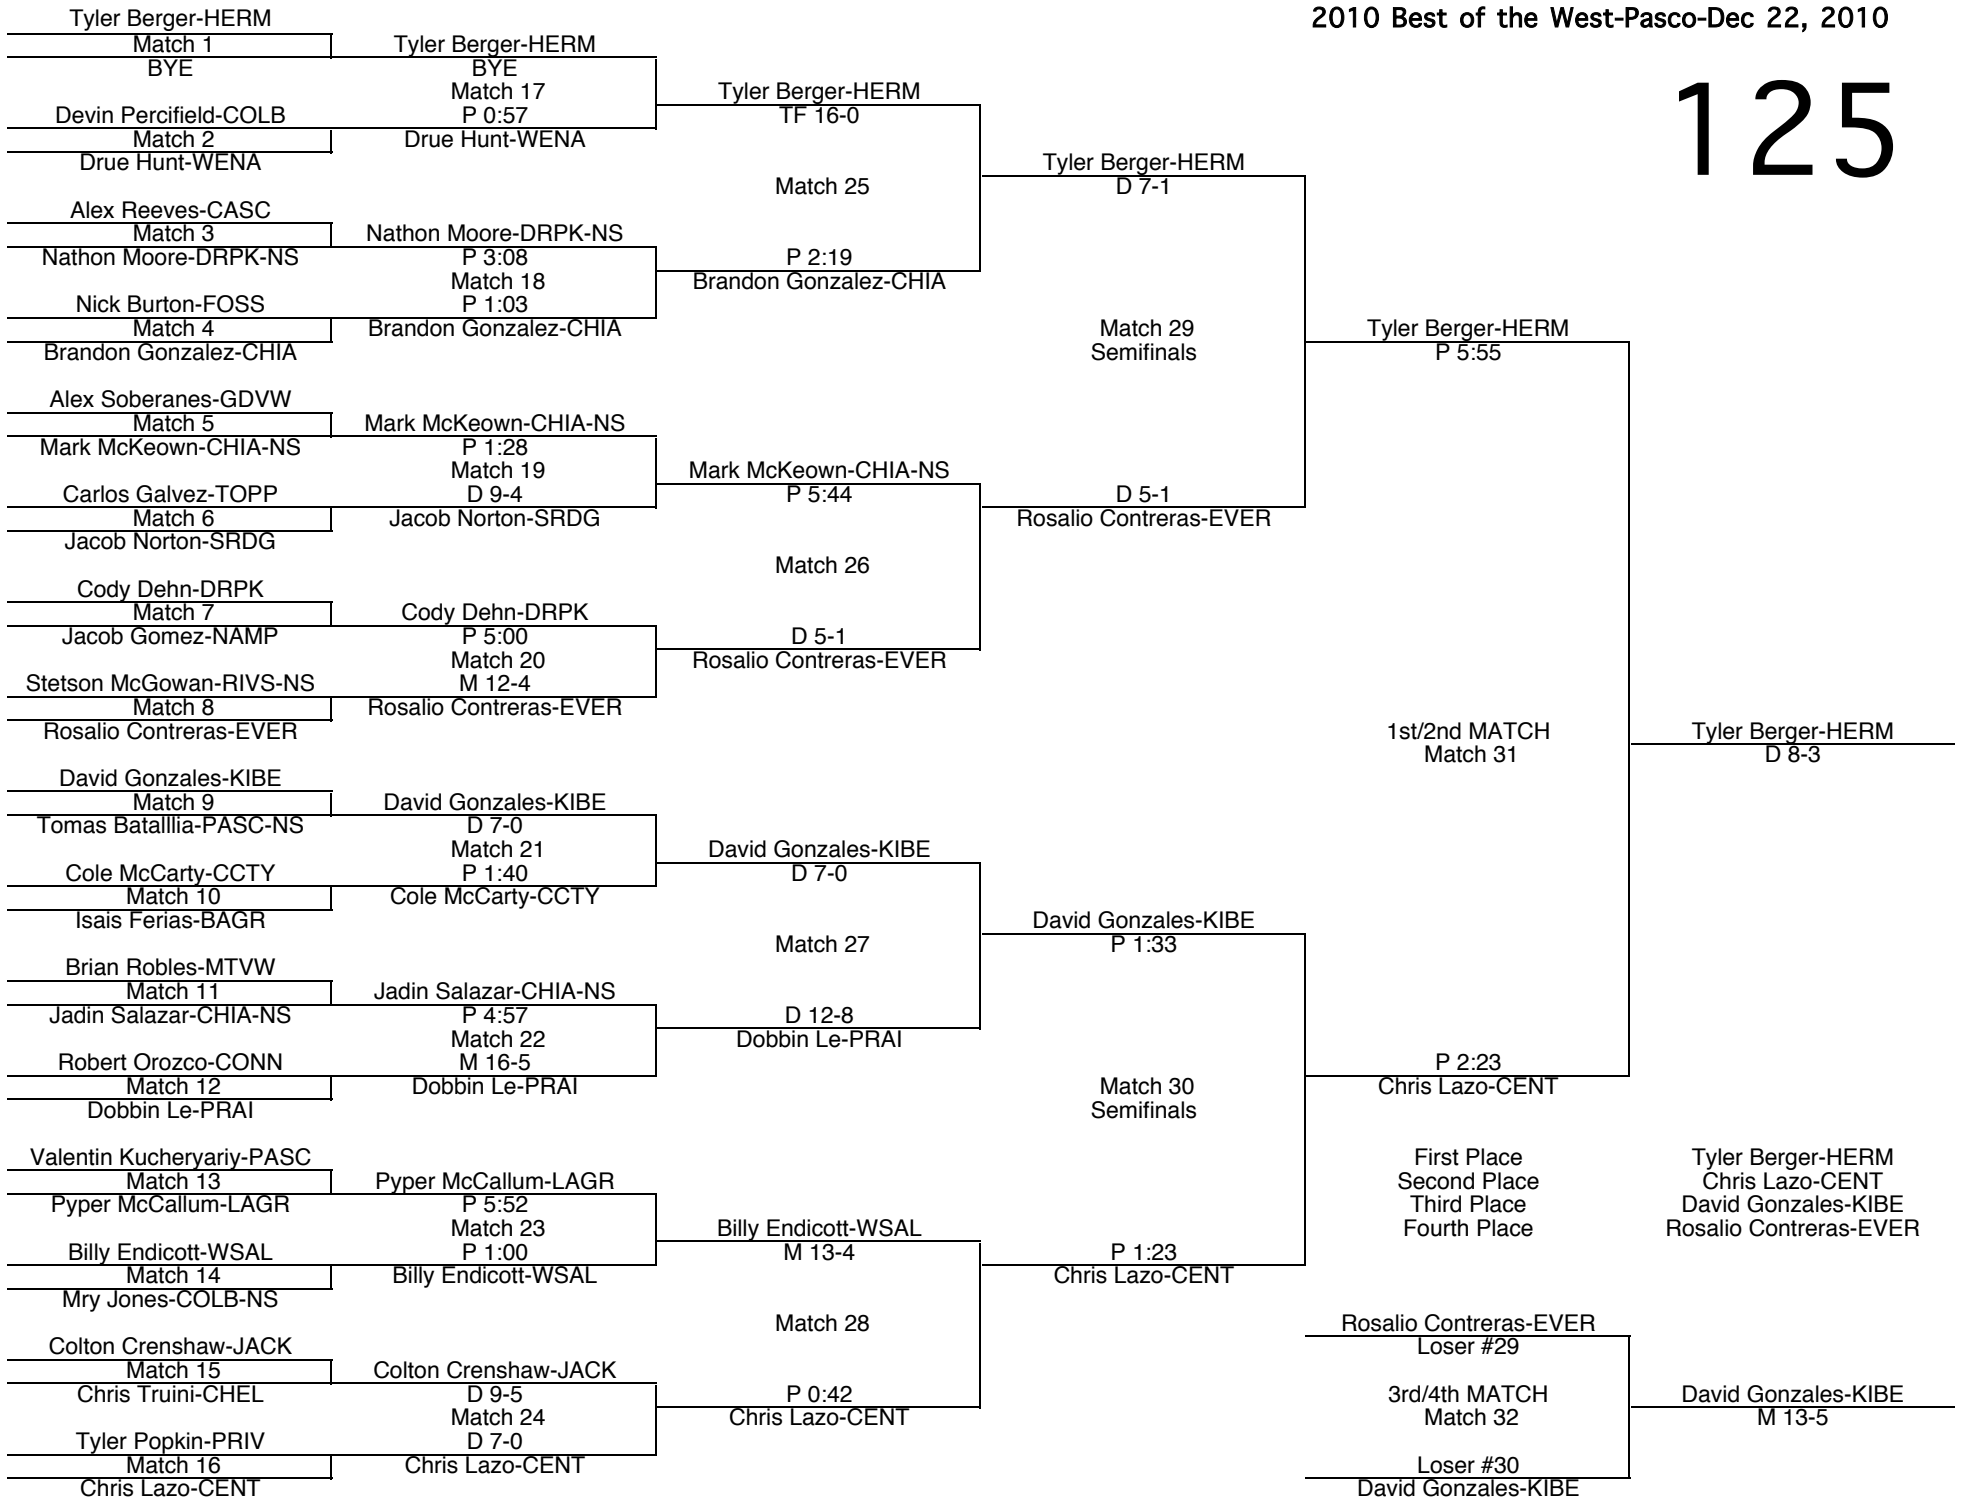 2010 Best of the West-Pasco-Dec 22, 2010
125
Tyler Berger-HERM
Match 1
BYE
Devin Percifield-COLB
Match 2
Drue Hunt-WENA
Alex Reeves-CASC
Match 3
Nathon Moore-DRPK-NS
Nick Burton-FOSS
Match 4
Brandon Gonzalez-CHIA
Alex Soberanes-GDVW
Match 5
Mark McKeown-CHIA-NS
Carlos Galvez-TOPP
Match 6
Jacob Norton-SRDG
Cody Dehn-DRPK
Match 7
Jacob Gomez-NAMP
Stetson McGowan-RIVS-NS
Match 8
Rosalio Contreras-EVER
David Gonzales-KIBE
Match 9
Tomas Batalllia-PASC-NS
Cole McCarty-CCTY
Match 10
Isais Ferias-BAGR
Brian Robles-MTVW
Match 11
Jadin Salazar-CHIA-NS
Robert Orozco-CONN
Match 12
Dobbin Le-PRAI
Valentin Kucheryariy-PASC
Match 13
Pyper McCallum-LAGR
Billy Endicott-WSAL
Match 14
Mry Jones-COLB-NS
Colton Crenshaw-JACK
Match 15
Chris Truini-CHEL
Tyler Popkin-PRIV
Match 16
Chris Lazo-CENT
Tyler Berger-HERM
BYE
Match 17
P 0:57
Drue Hunt-WENA
Nathon Moore-DRPK-NS
P 3:08
Match 18
P 1:03
Brandon Gonzalez-CHIA
Mark McKeown-CHIA-NS
P 1:28
Match 19
D 9-4
Jacob Norton-SRDG
Cody Dehn-DRPK
P 5:00
Match 20
M 12-4
Rosalio Contreras-EVER
David Gonzales-KIBE
D 7-0
Match 21
P 1:40
Cole McCarty-CCTY
Jadin Salazar-CHIA-NS
P 4:57
Match 22
M 16-5
Dobbin Le-PRAI
Pyper McCallum-LAGR
P 5:52
Match 23
P 1:00
Billy Endicott-WSAL
Colton Crenshaw-JACK
D 9-5
Match 24
D 7-0
Chris Lazo-CENT
Tyler Berger-HERM
TF 16-0
Match 25
P 2:19
Brandon Gonzalez-CHIA
Mark McKeown-CHIA-NS
P 5:44
Match 26
D 5-1
Rosalio Contreras-EVER
David Gonzales-KIBE
D 7-0
Match 27
D 12-8
Dobbin Le-PRAI
Billy Endicott-WSAL
M 13-4
Match 28
P 0:42
Chris Lazo-CENT
Tyler Berger-HERM
D 7-1
Match 29
Semifinals
D 5-1
Rosalio Contreras-EVER
David Gonzales-KIBE
P 1:33
Match 30
Semifinals
P 1:23
Chris Lazo-CENT
Tyler Berger-HERM
P 5:55
1st/2nd MATCH
Match 31
P 2:23
Chris Lazo-CENT
Tyler Berger-HERM
D 8-3
First Place Tyler Berger-HERM
Second Place Chris Lazo-CENT
Third Place David Gonzales-KIBE
Fourth Place Rosalio Contreras-EVER
Rosalio Contreras-EVER
Loser #29
3rd/4th MATCH
Match 32
Loser #30
David Gonzales-KIBE
David Gonzales-KIBE
M 13-5